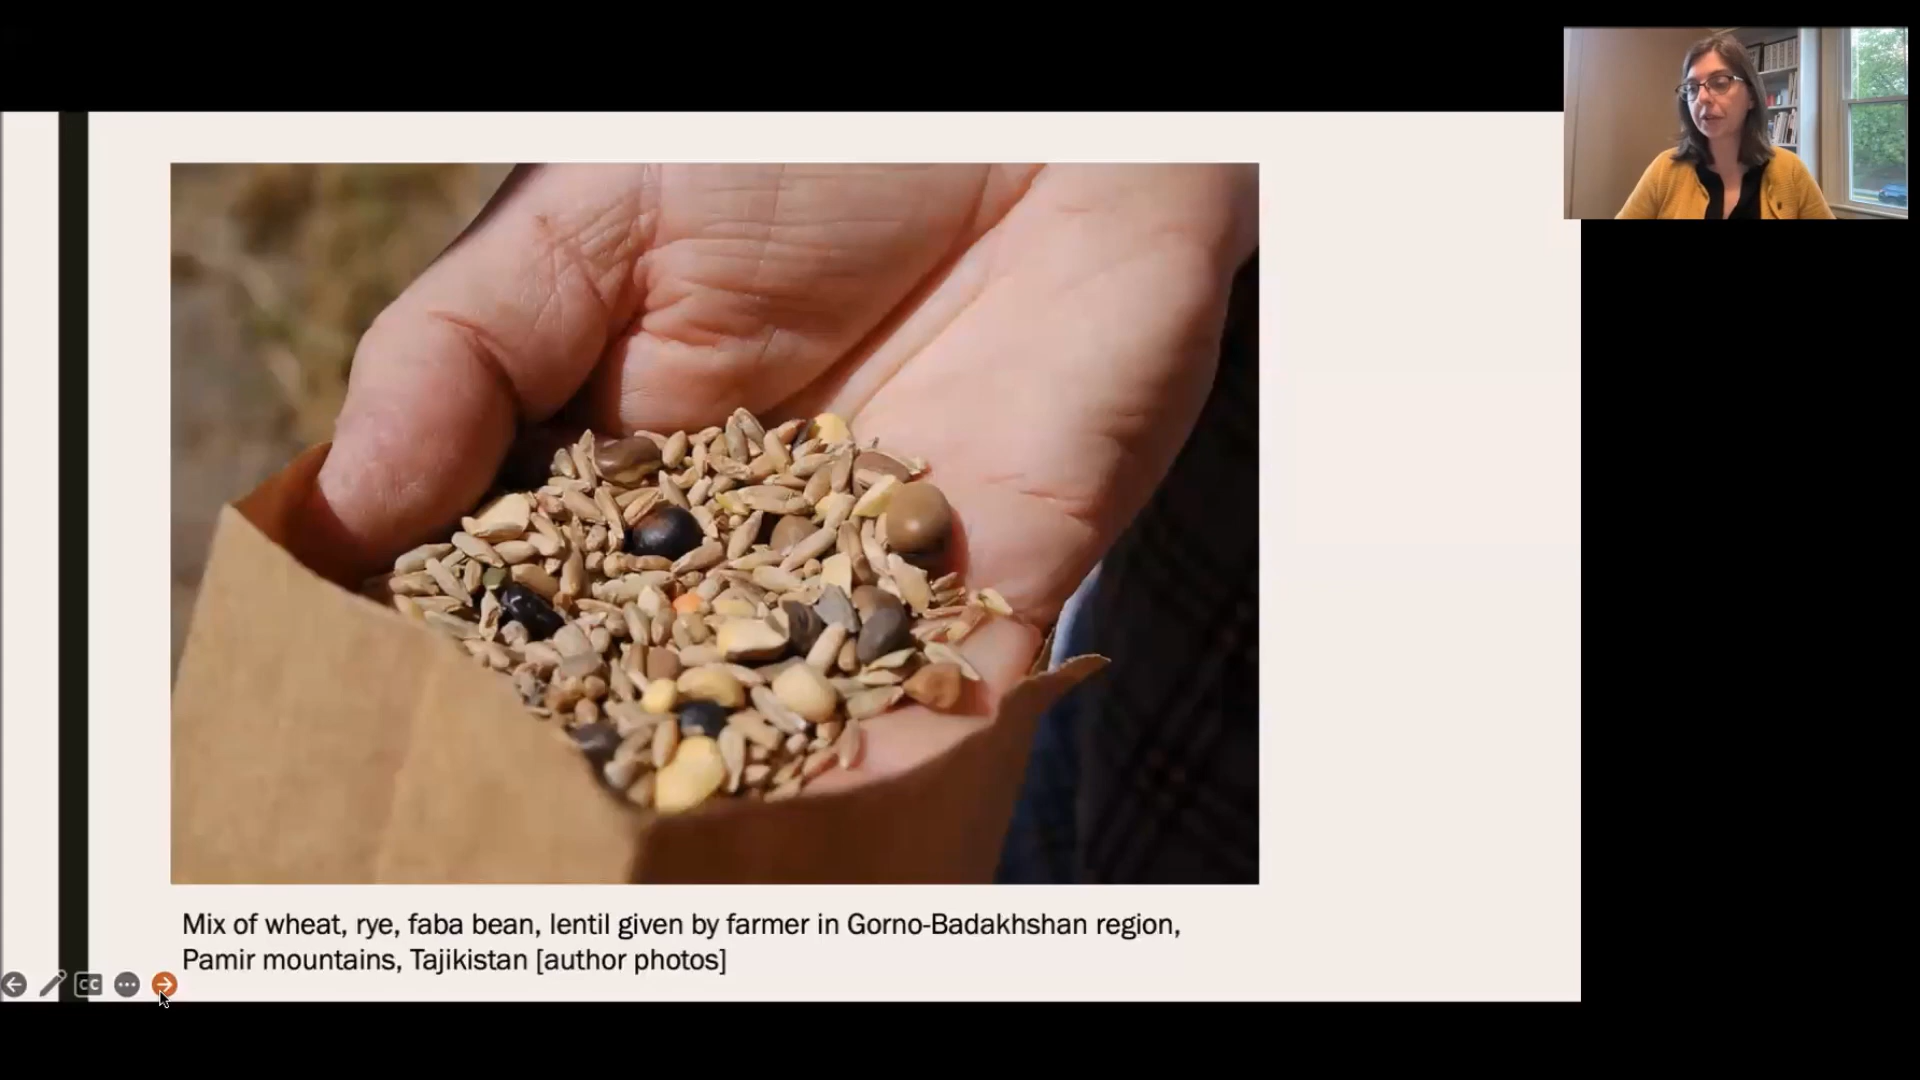 Mix of wheat, rye, faba bean, lentil given by farmer in Gorno-Badakhshan region,
Pamir mountains, Tajikistan [author photos]
CC